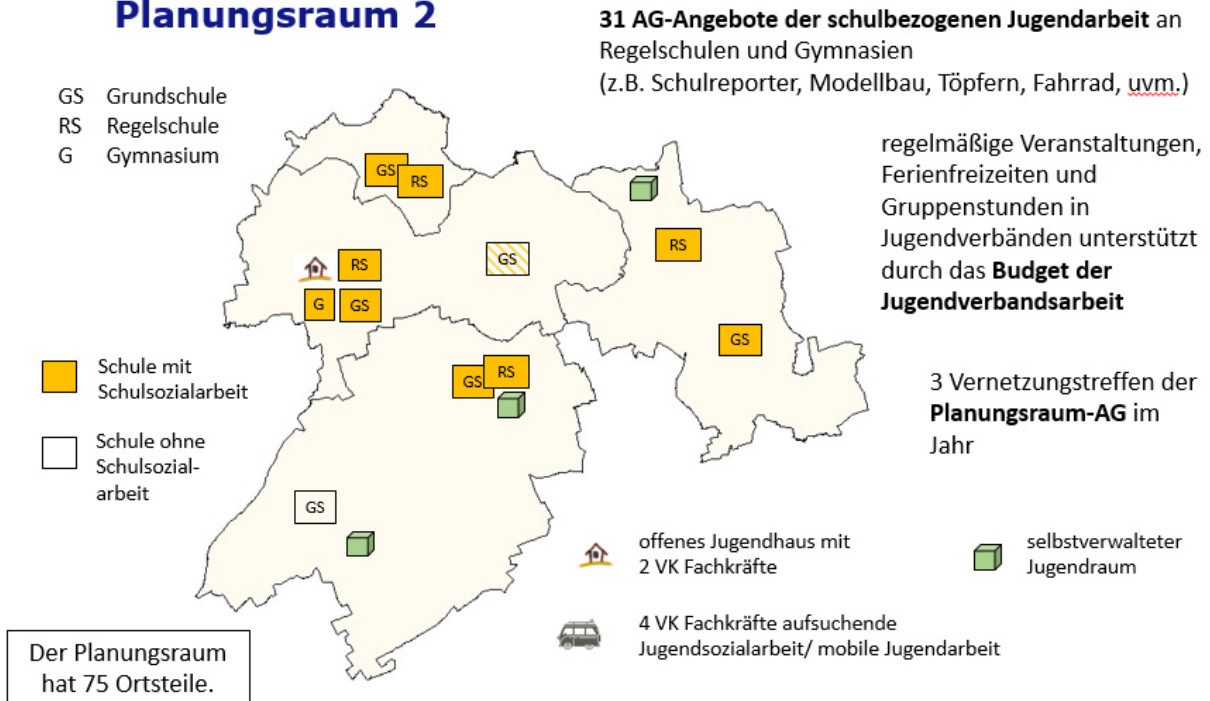 Planungsraum 2
31 AG-Angebote der schulbezogenen Jugendarbeit an
Regelschulen und Gymnasien
(z.B. Schulreporter, Modellbau, Töpfern, Fahrrad, uvm.)
GS Grundschule
RS Regelschule
G Gymnasium
regelmäßige Veranstaltungen,
Ferienfreizeiten und
Gruppenstunden in
Jugendverbänden unterstützt
durch das Budget der
Jugendverbandsarbeit
GS
RS
RS
RS
GS
G
GS
GS
GS
RS
GS
Schule mit
Schulsozialarbeit
Schule ohne
Schulsozial-
arbeit
3 Vernetzungstreffen der
Planungsraum-AG im
Jahr
offenes Jugendhaus mit
2 VK Fachkräfte
selbstverwalteter
Jugendraum
4 VK Fachkräfte aufsuchende
Jugendsozialarbeit/ mobile Jugendarbeit
Der Planungsraum
hat 75 Ortsteile.